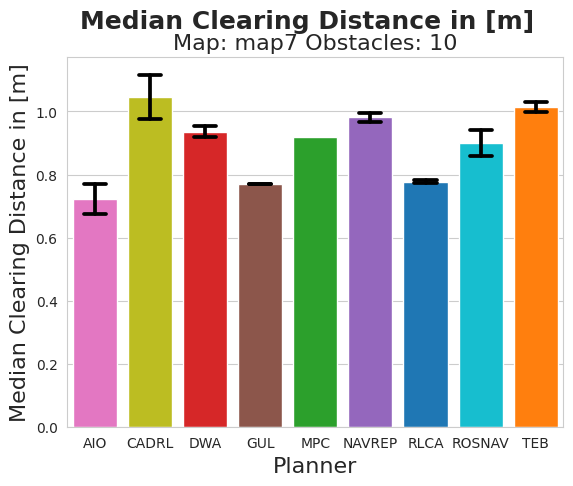 Median Clearing Distance in [m]
Map: map7 Obstacles: 10
Median Clearing Distance in [m]
1.0
0.8
0.6
0.4
0.2
0.0
AIO CADRL DWA GUL MPC NAVREP RLCA ROSNAV TEB
Planner